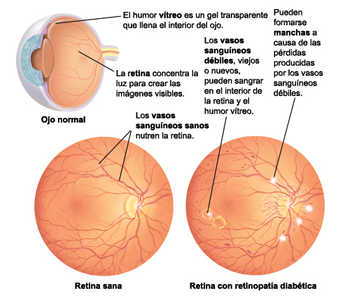 El humor vítreo es un gel transparente
que llena el interior del ojo.
La retina concentra la
luz para crear las
imágenes visibles.
Ojo normal
Los vasos
sanguíneos sanos
nutren la retina.
Los vasos
sanguíneos
débiles, viejos
o nuevos,
pueden sangrar
en el interior de
la retina y el
humor vítreo.
Pueden
formarse
manchas a
causa de las
pérdidas
producidas
por los vasos
sanguíneos
débiles.
Retina sana
Retina con retinopatía diabética